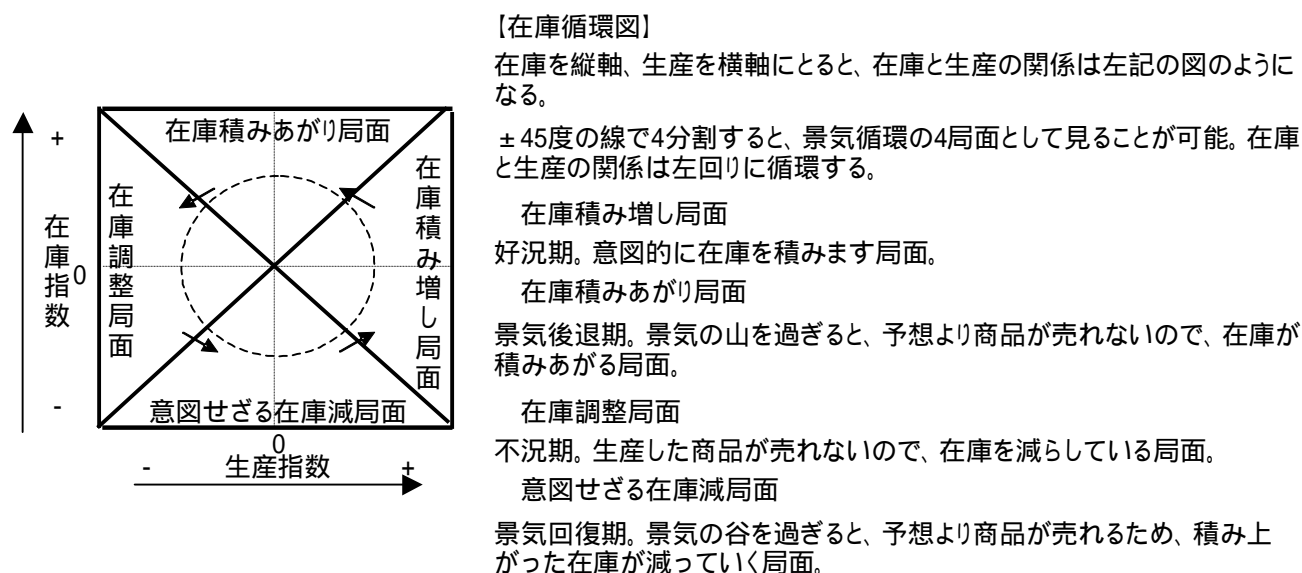 【在庫循環図】
在庫を縦軸、生産を横軸にとると、在庫と生産の関係は左記の図のように
なる。
±45度の線で4分割すると、景気循環の4局面として見ることが可能。在庫
と生産の関係は左回りに循環する。
在庫積み増し局面
好況期。意図的に在庫を積みます局面。
在庫積みあがり局面
景気後退期。景気の山を過ぎると、予想より商品が売れないので、在庫が
積みあがる局面。
在庫調整局面
不況期。生産した商品が売れないので、在庫を減らしている局面。
意図せざる在庫減局面
景気回復期。景気の谷を過ぎると、予想より商品が売れるため、積み上
がった在庫が減っていく局面。
+
在庫指数
0
-
在庫積みあがり局面
在庫調整局面
在庫積み増し局面
意図せざる在庫減局面
0
- 生産指数 +